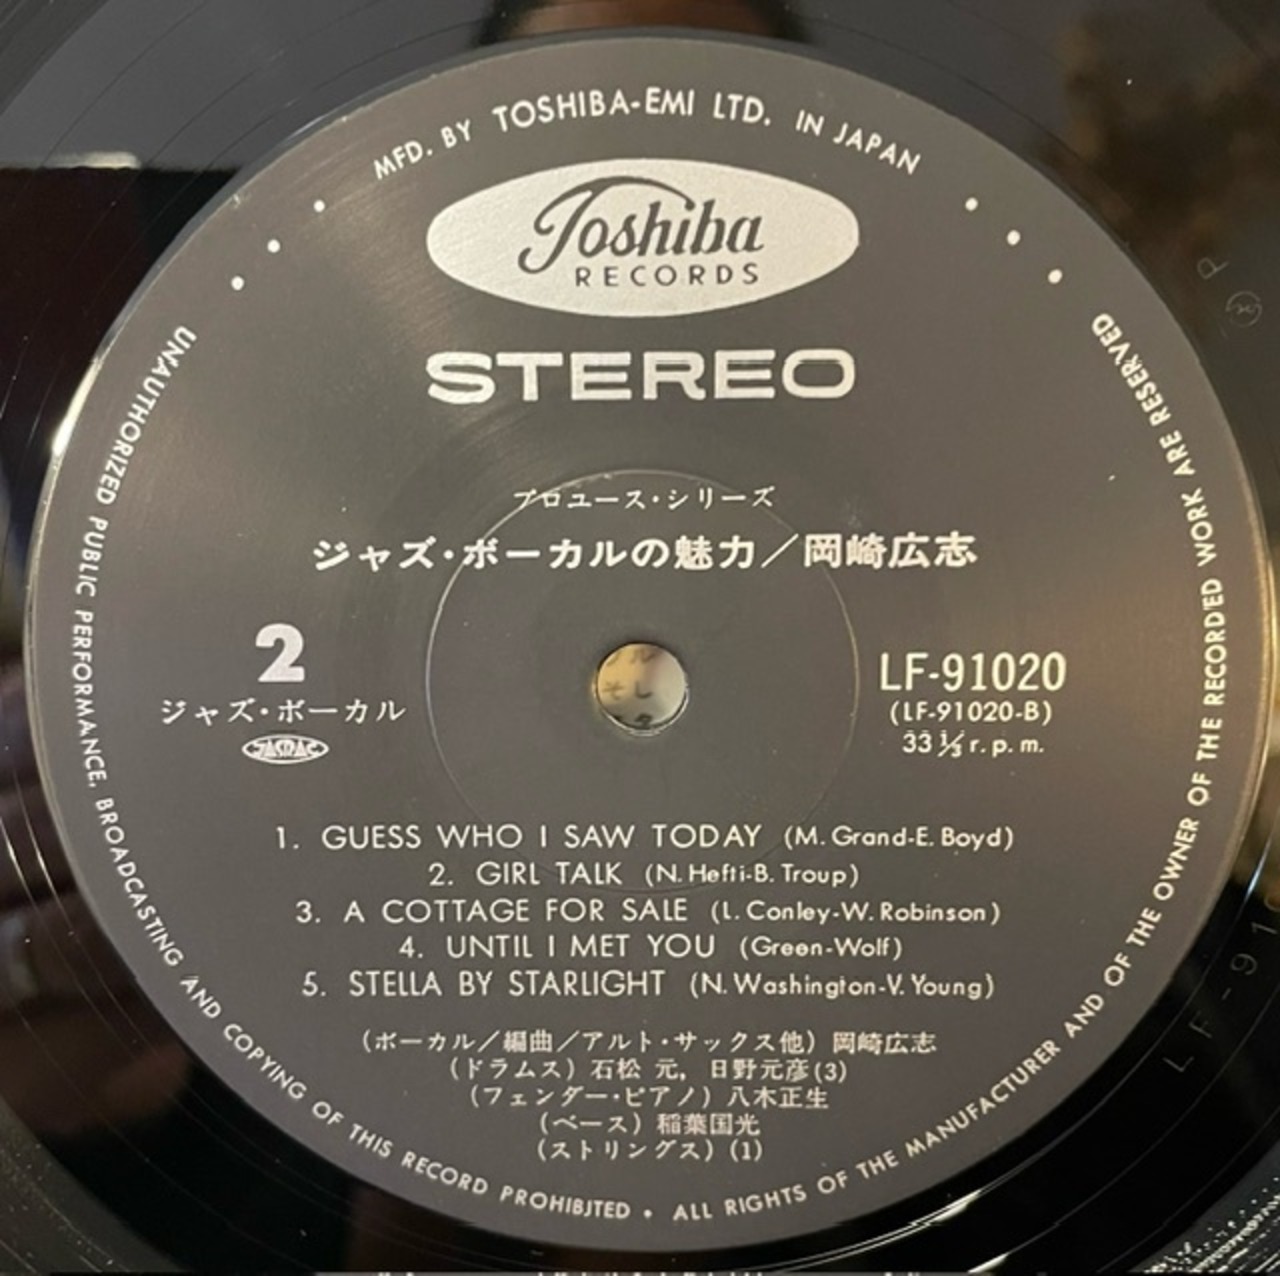 MFD. BY TOSHIBA-EMI LTD. IN JAPAN
Toshiba
RECORDS
STEREO
プロユース・シリーズ
ジャズ・ボーカルの魅力／岡崎広志
2
ジャズ・ボーカル
JASRAC
LF-91020
(LF-91020-B)
33 1/3 r.p.m.
1. GUESS WHO I SAW TODAY (M.Grand-E.Boyd)
2. GIRL TALK (N.Hefti-B.Troup)
3. A COTTAGE FOR SALE (L.Conley-W.Robinson)
4. UNTIL I MET YOU (Green-Wolf)
5. STELLA BY STARLIGHT (N.Washington-V.Young)
(ボーカル／編曲／アルト・サックス他) 岡崎広志
(ドラムス) 石松 元, 日野元彦(3)
(フェンダー・ピアノ) 八木正生
(ベース) 稲葉国光
(ストリングス) (1)
UNAUTHORIZED PUBLIC PERFORMANCE, BROADCASTING AND COPYING OF THIS RECORD PROHIBITED • ALL RIGHTS OF THE MANUFACTURER AND OF THE OWNER OF THE RECORDED WORK ARE RESERVED
LF-91
P